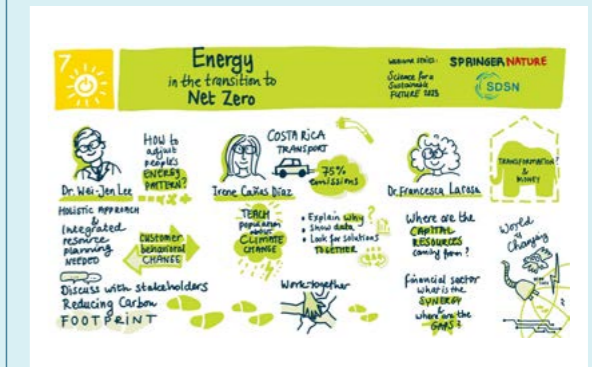 7
Energy
in the transition to
Net Zero
WEBINAR SERIES:
Science for a
Sustainable
FUTURE 2023
SPRINGER NATURE
SDSN
Dr. Wei-Jen Lee
HOW to
adjust
people's
ENERGY
PATTERN?
HOLISTIC APPROACH
&
Integrated
resource
planning
NEEDED
Customer
behavioral
CHANGE
Discuss with stakeholders
Reducing Carbon
FOOTPRINT
COSTA RICA
TRANSPORT
75%
emissions
Irene Cañas Díaz
TEACH
population
about
CLIMATE
CHANGE
• Explain why?
• Show data
• Look for solutions
TOGETHER
Work together
Dr. Francesca Larosa
TRANSFORMATION
&
MONEY
Where are the
CAPITAL
RESOURCES
coming from?
Financial sector
what is the
SYNERGY
&
where are the
GAPS?
World
is
Changing